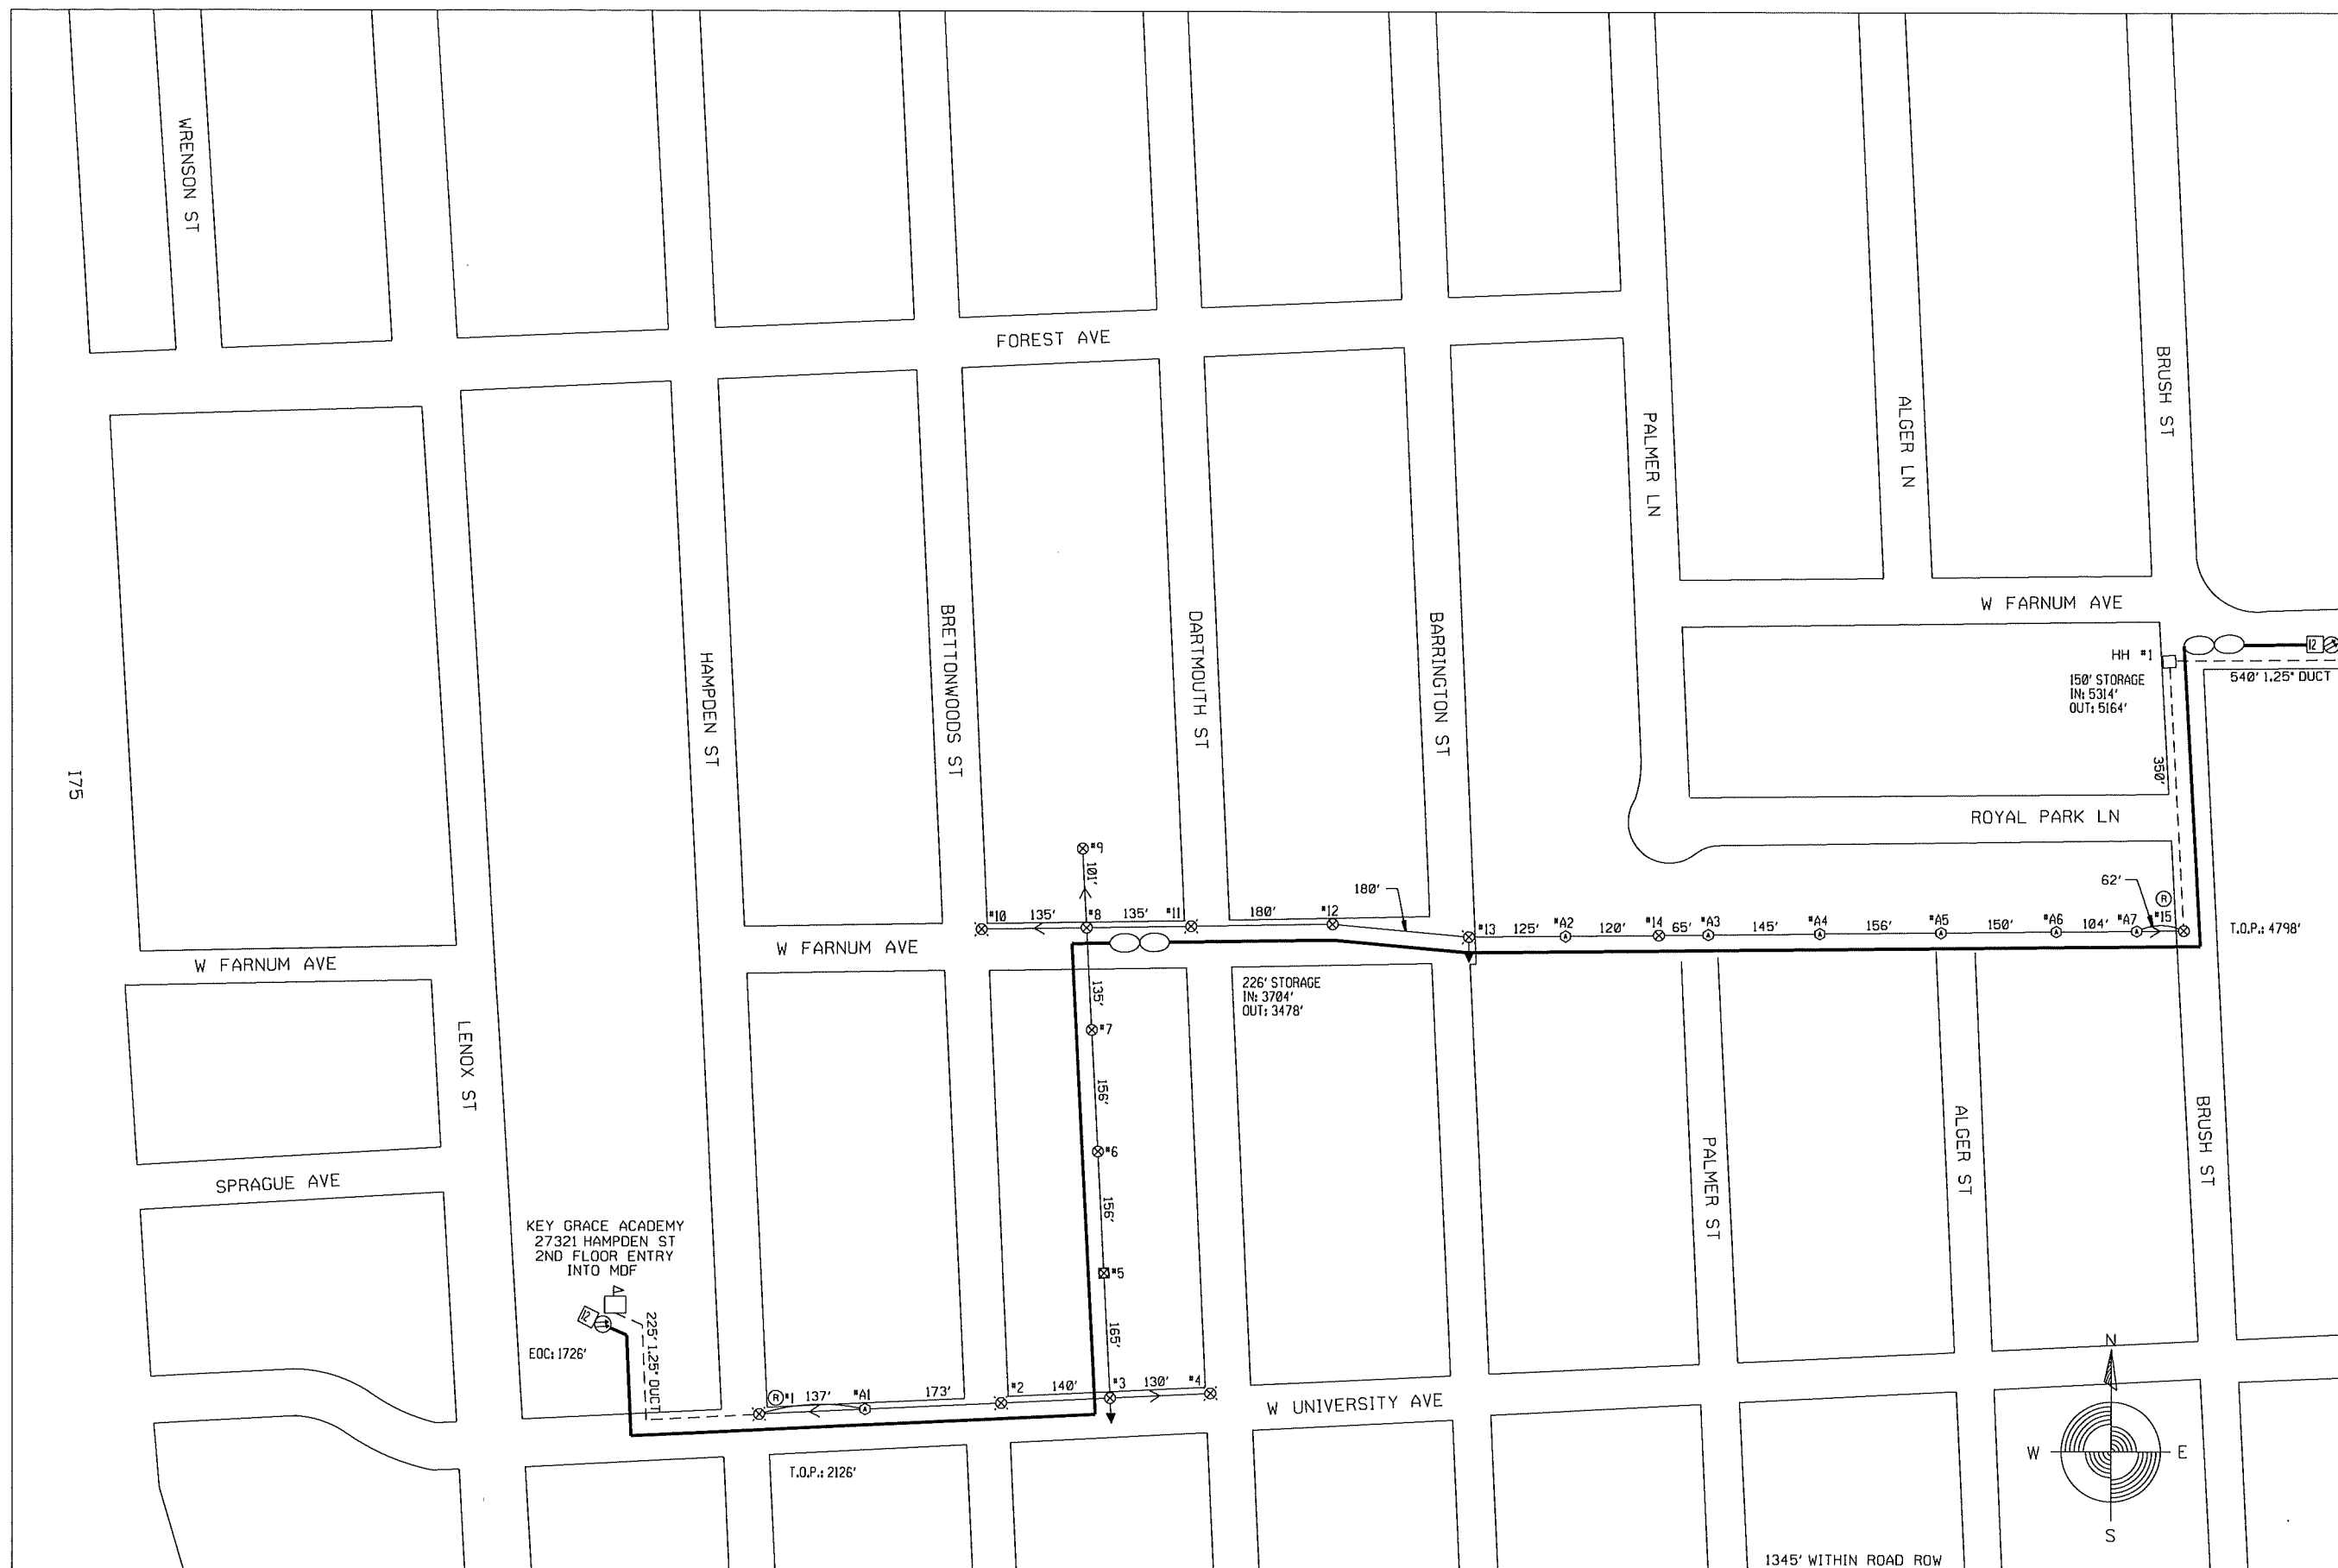 WRENSON ST
FOREST AVE
BRUSH ST
ALGER LN
PALMER LN
W FARNUM AVE
BRETTONWOODS ST
DARTMOUTH ST
BARRINGTON ST
HAMPDEN ST
HH #1
12
540' 1.25" DUCT
150' STORAGE
IN: 5314'
OUT: 5164'
350'
I75
ROYAL PARK LN
#9
101'
62'
180'
R
#10
135'
#8
135'
#11
180'
#12
#13
125'
#A2
120'
#14
65'
#A3
145'
#A4
156'
#A5
150'
#A6
104'
#A7
#15
A
A
A
A
A
A
T.O.P.: 4798'
W FARNUM AVE
W FARNUM AVE
226' STORAGE
IN: 3704'
OUT: 3478'
135'
#7
LENOX ST
156'
#6
BRUSH ST
ALGER ST
PALMER ST
SPRAGUE AVE
156'
KEY GRACE ACADEMY
27321 HAMPDEN ST
2ND FLOOR ENTRY
INTO MDF
#5
12
225' 1.25" DUCT
165'
EOC: 1726'
R
#1
137'
#A1
A
173'
#2
140'
#3
130'
#4
W UNIVERSITY AVE
N
W
E
S
T.O.P.: 2126'
1345' WITHIN ROAD ROW